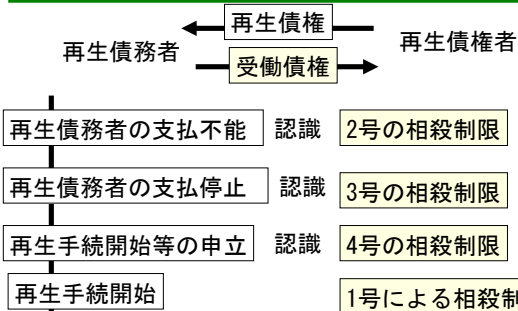 再生債権
再生債務者
再生債権者
受働債権
再生債務者の支払不能 認識 2号の相殺制限
再生債務者の支払停止 認識 3号の相殺制限
再生手続開始等の申立 認識 4号の相殺制限
再生手続開始 1号による相殺制